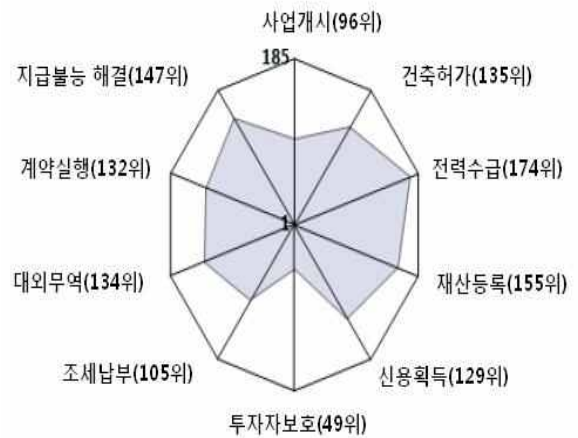 사업개시(96위)
185
지급불능 해결(147위)
건축허가(135위)
계약실행(132위)
전력수급(174위)
1
대외무역(134위)
재산등록(155위)
조세납부(105위)
신용획득(129위)
투자자보호(49위)